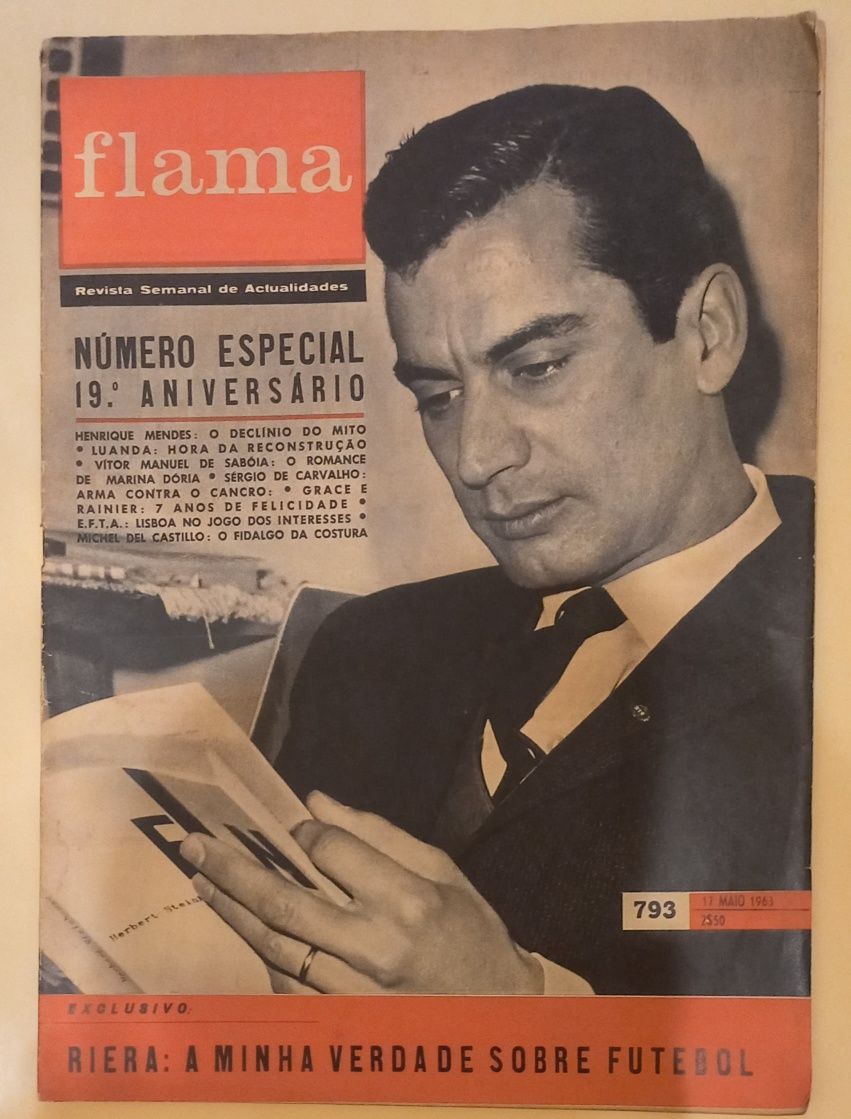 flama
Revista Semanal de Actualidades
NÚMERO ESPECIAL
19.º ANIVERSÁRIO
HENRIQUE MENDES: O DECLÍNIO DO MITO
• LUANDA: HORA DA RECONSTRUÇÃO
• VÍTOR MANUEL DE SABÓIA: O ROMANCE
DE MARINA DÓRIA • SÉRGIO DE CARVALHO:
ARMA CONTRA O CANCRO: • GRACE E
RAINIER: 7 ANOS DE FELICIDADE •
E.F.T.A.: LISBOA NO JOGO DOS INTERESSES •
MICHEL DEL CASTILLO: O FIDALGO DA COSTURA
Herbert
793
17 MAIO 1963
2$50
EXCLUSIVO:
RIERA: A MINHA VERDADE SOBRE FUTEBOL